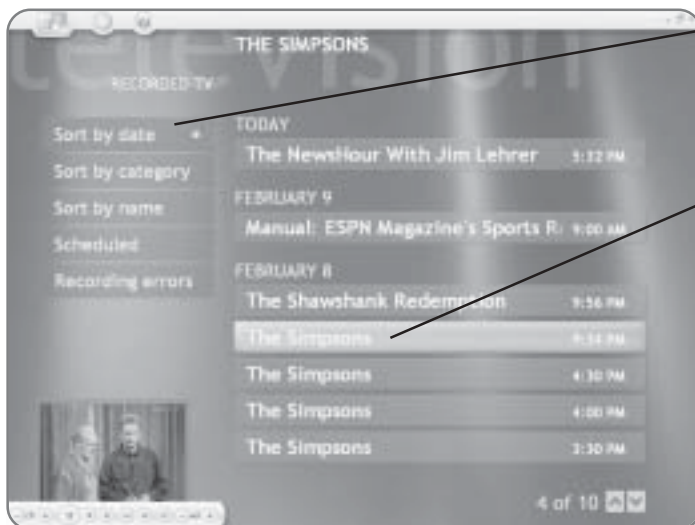 television
THE SIMPSONS
RECORDED TV
Sort by date
Sort by category
Sort by name
Scheduled
Recording errors
TODAY
The NewsHour With Jim Lehrer
FEBRUARY 9
Manual: ESPN Magazine's Sports R 9:00 AM
FEBRUARY 8
The Shawshank Redemption 9:56 PM
The Simpsons
The Simpsons 4:30 PM
The Simpsons 4:00 PM
The Simpsons 3:30 PM
4 of 10